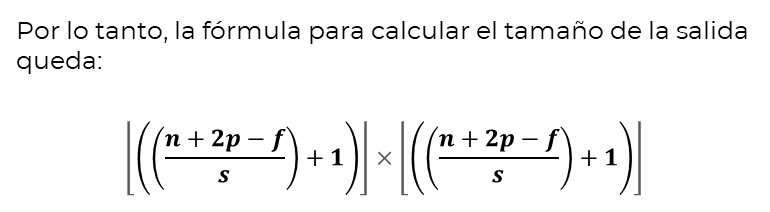 Por lo tanto, la fórmula para calcular el tamaño de la salida
queda:
⌊((n + 2p − f / s) + 1)⌋ × ⌊((n + 2p − f / s) + 1)⌋